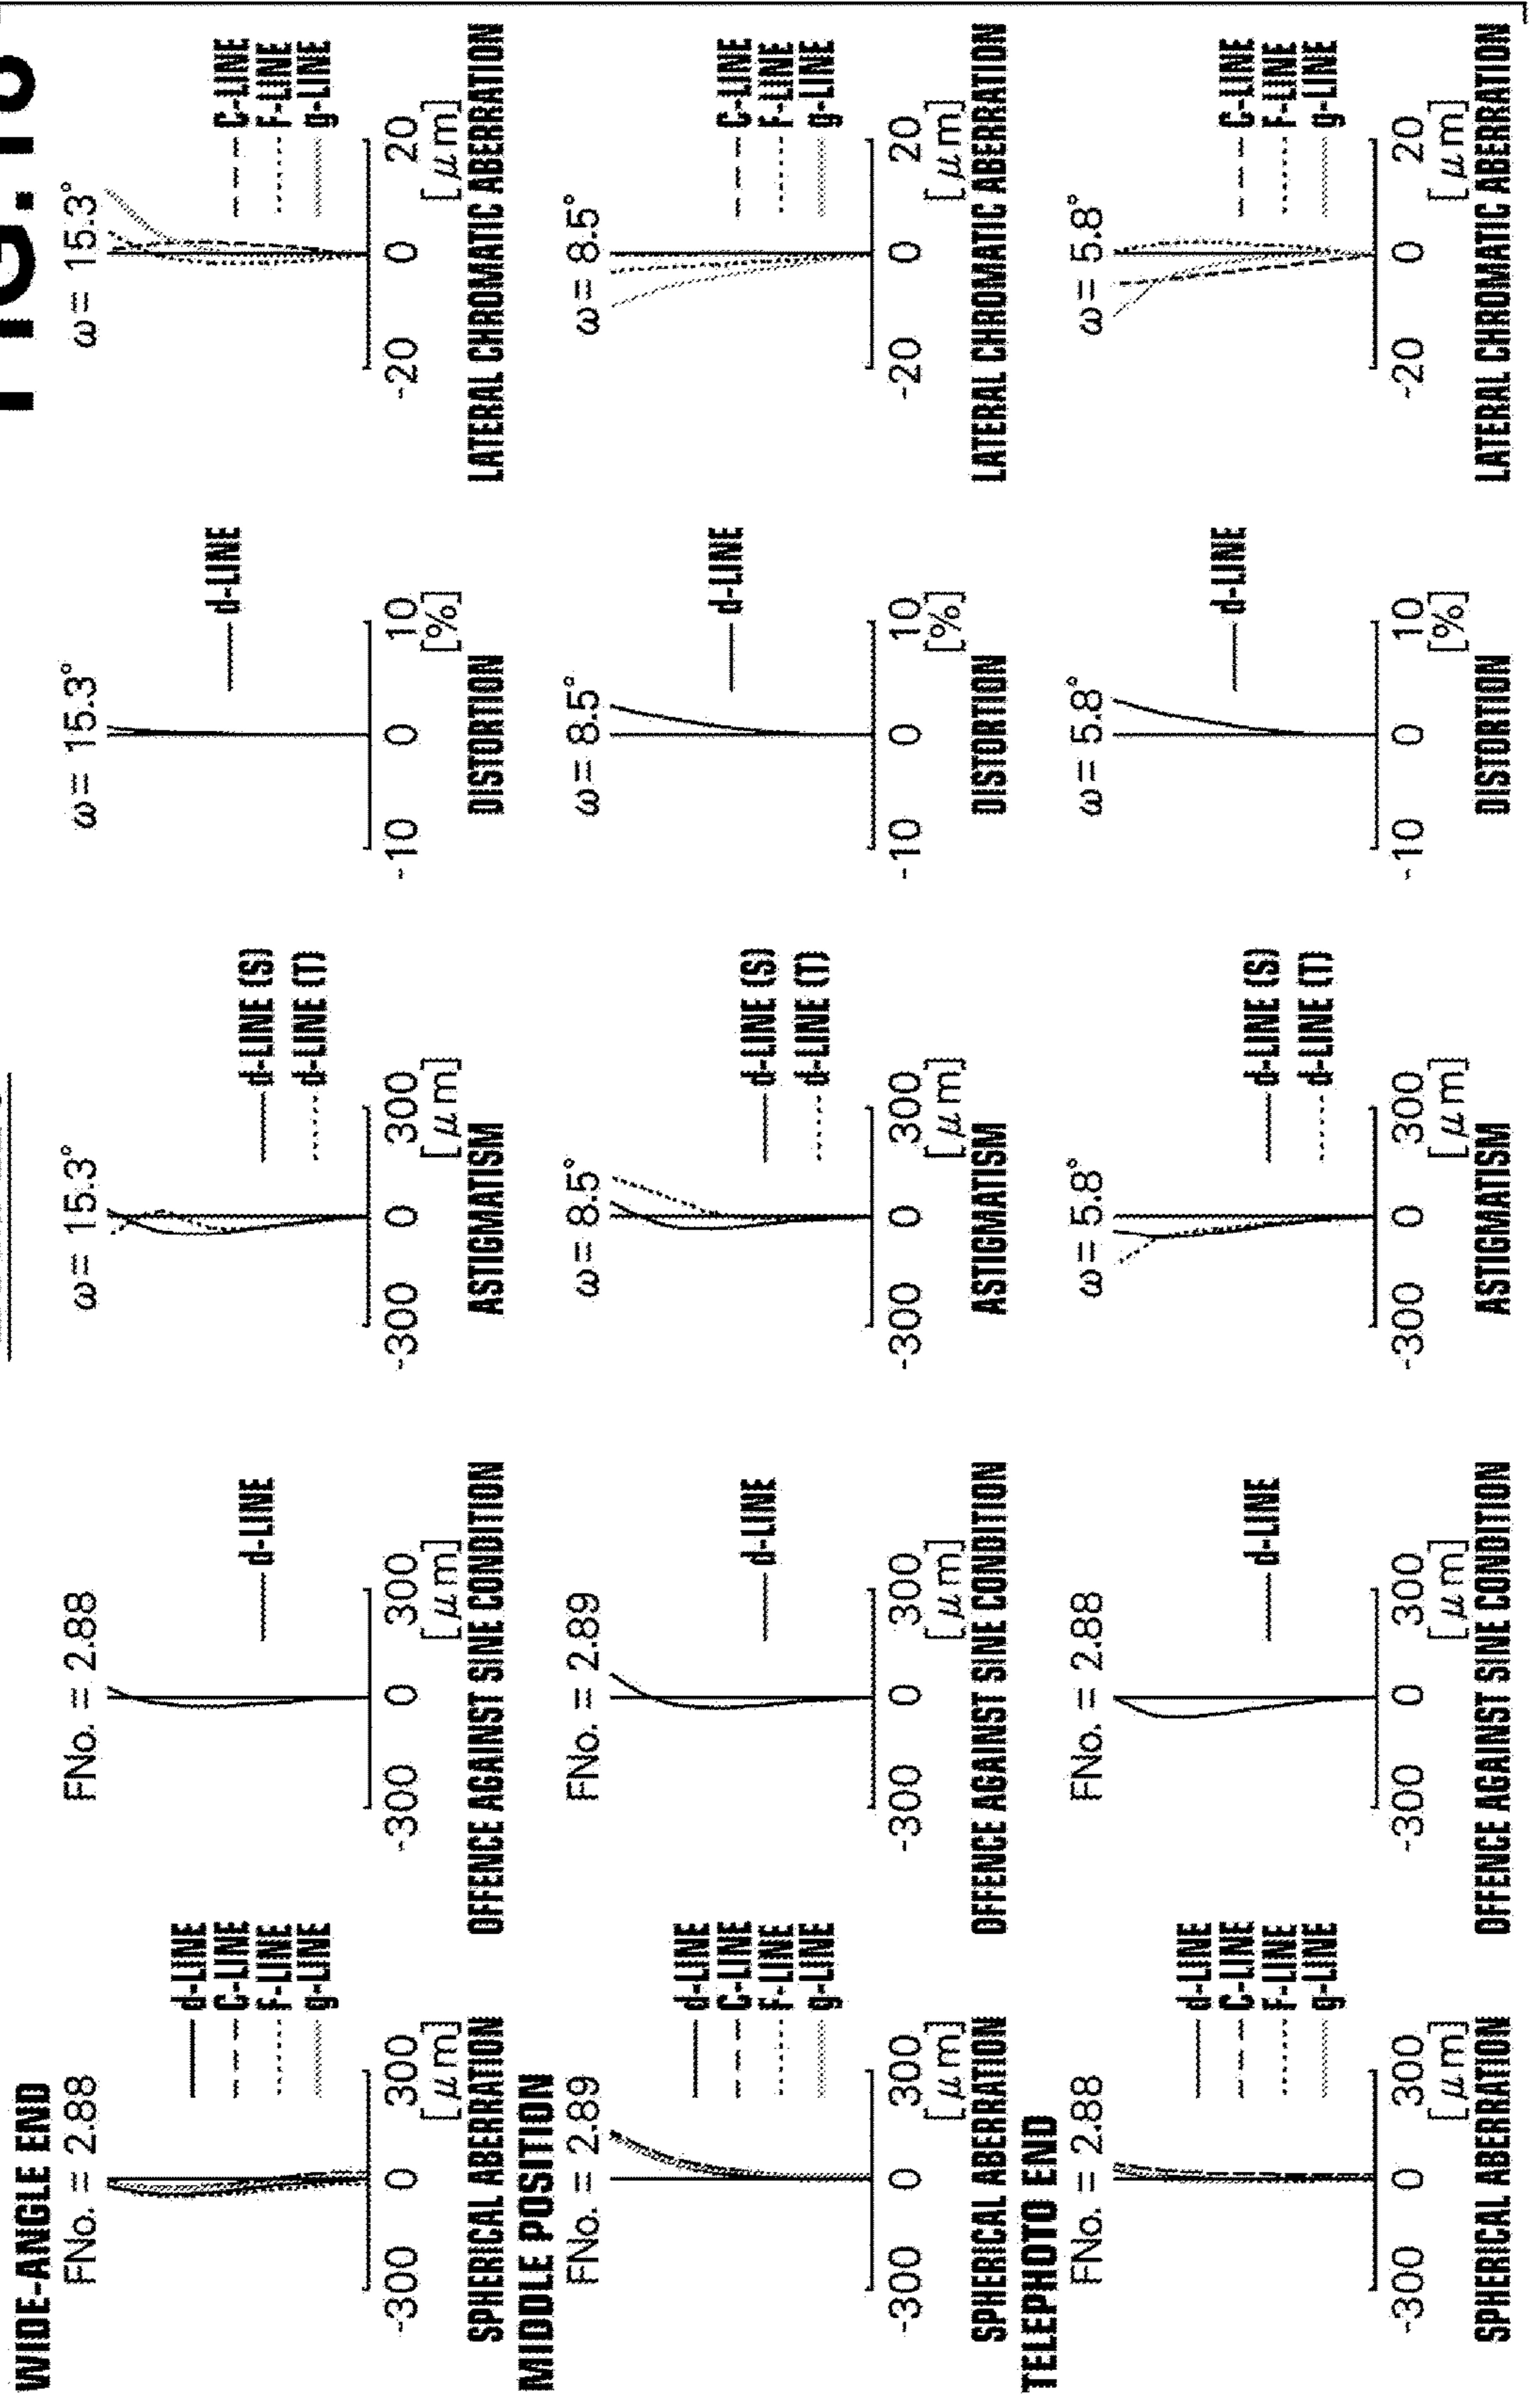 WIDE-ANGLE END
FNo. = 2.88
d-LINE
C-LINE
F-LINE
g-LINE
-300 0 300
[μm]
SPHERICAL ABERRATION
FNo. = 2.88
d-LINE
-300 0 300
[μm]
OFFENCE AGAINST SINE CONDITION
ω = 15.3°
d-LINE (S)
d-LINE (T)
-300 0 300
[μm]
ASTIGMATISM
ω = 15.3°
d-LINE
-10 0 10
[%]
DISTORTION
ω = 15.3°
C-LINE
F-LINE
g-LINE
-20 0 20
[μm]
LATERAL CHROMATIC ABERRATION
MIDDLE POSITION
FNo. = 2.89
d-LINE
C-LINE
F-LINE
g-LINE
-300 0 300
[μm]
SPHERICAL ABERRATION
FNo. = 2.89
d-LINE
-300 0 300
[μm]
OFFENCE AGAINST SINE CONDITION
ω = 8.5°
d-LINE (S)
d-LINE (T)
-300 0 300
[μm]
ASTIGMATISM
ω = 8.5°
d-LINE
-10 0 10
[%]
DISTORTION
ω = 8.5°
C-LINE
F-LINE
g-LINE
-20 0 20
[μm]
LATERAL CHROMATIC ABERRATION
TELEPHOTO END
FNo. = 2.88
d-LINE
C-LINE
F-LINE
g-LINE
-300 0 300
[μm]
SPHERICAL ABERRATION
FNo. = 2.88
d-LINE
-300 0 300
[μm]
OFFENCE AGAINST SINE CONDITION
ω = 5.8°
d-LINE (S)
d-LINE (T)
-300 0 300
[μm]
ASTIGMATISM
ω = 5.8°
d-LINE
-10 0 10
[%]
DISTORTION
ω = 5.8°
C-LINE
F-LINE
g-LINE
-20 0 20
[μm]
LATERAL CHROMATIC ABERRATION